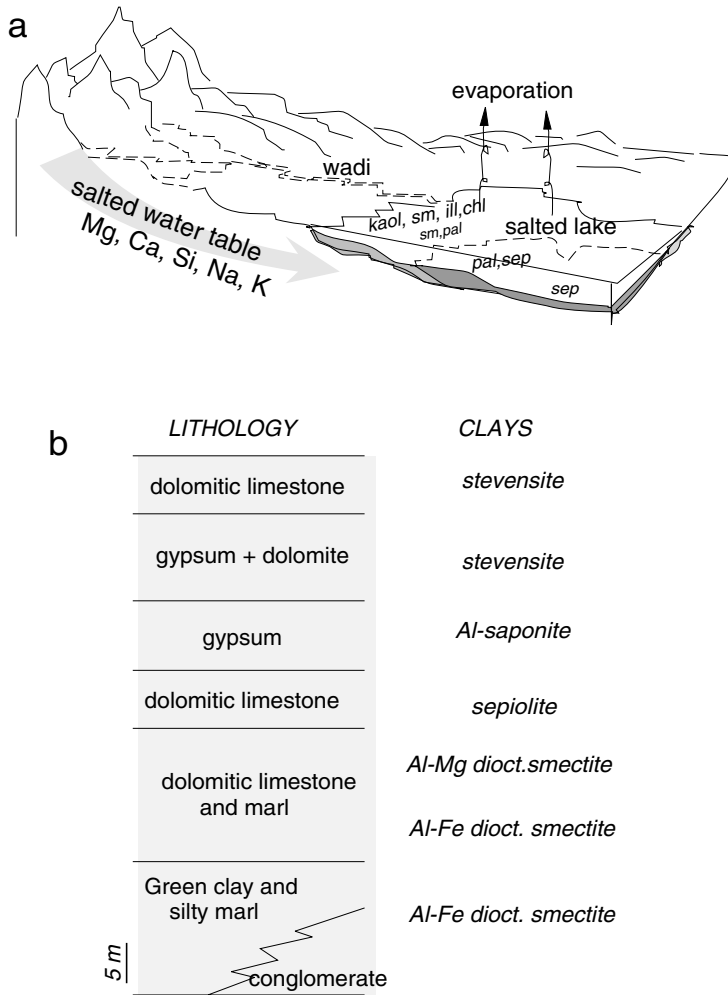 a
evaporation
wadi
salted water table
Mg, Ca, Si, Na, K
kaol, sm, ill,chl
sm,pal
salted lake
pal,sep
sep
b
LITHOLOGY CLAYS
dolomitic limestone stevensite
gypsum + dolomite stevensite
gypsum Al-saponite
dolomitic limestone sepiolite
Al-Mg dioct.smectite
dolomitic limestone
and marl
Al-Fe dioct. smectite
Green clay and
silty marl Al-Fe dioct. smectite
5 m
conglomerate